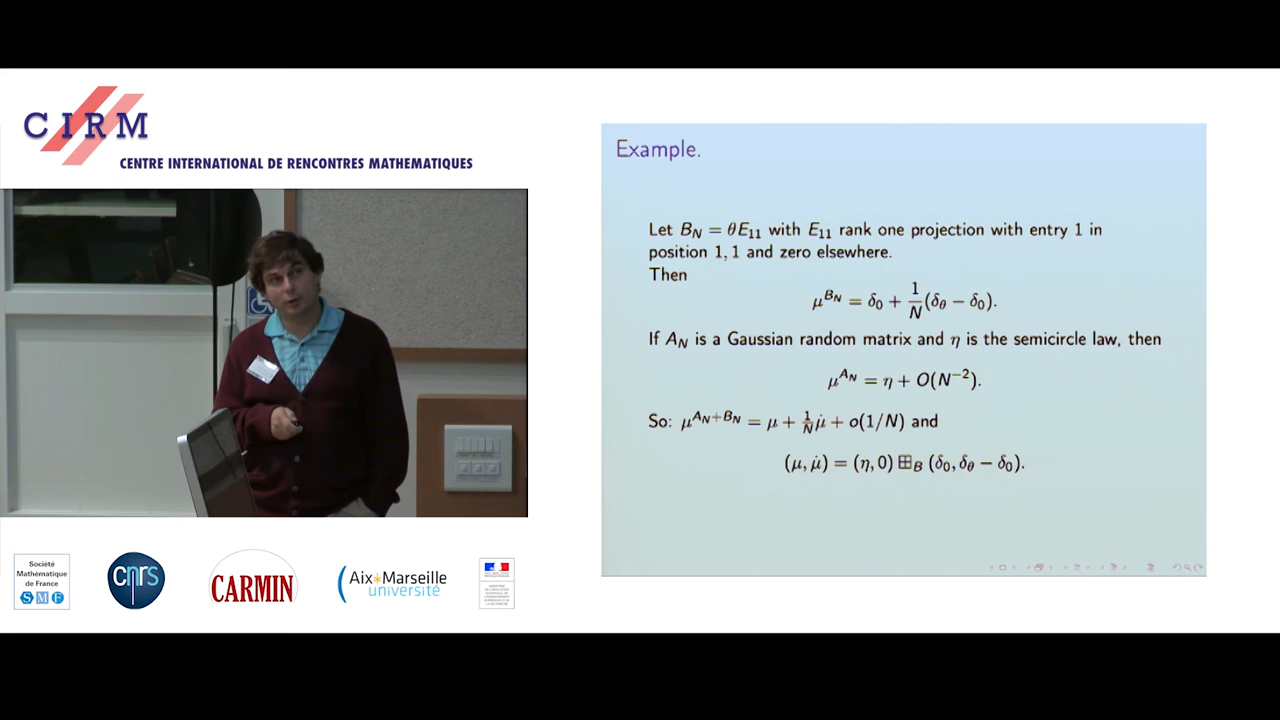 CIRM
CENTRE INTERNATIONAL DE RENCONTRES MATHEMATIQUES
Example.
Let B_N = θE_11 with E_11 rank one projection with entry 1 in
position 1, 1 and zero elsewhere.
Then
μ^{B_N} = δ_0 + 1/N (δ_θ − δ_0).
If A_N is a Gaussian random matrix and η is the semicircle law, then
μ^{A_N} = η + O(N^{−2}).
So: μ^{A_N+B_N} = μ + 1/N μ̇ + o(1/N) and
(μ, μ̇) = (η, 0) ⊞_B (δ_0, δ_θ − δ_0).
Société
Mathématique
de France
SMF
cnrs
CARMIN
Aix*Marseille
université